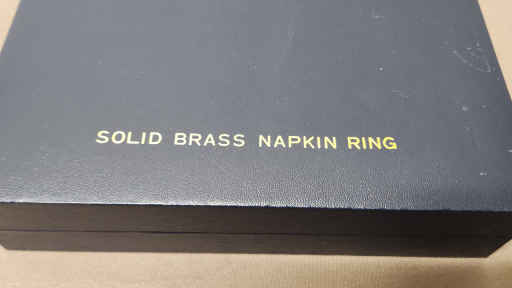 SOLID BRASS NAPKIN RING